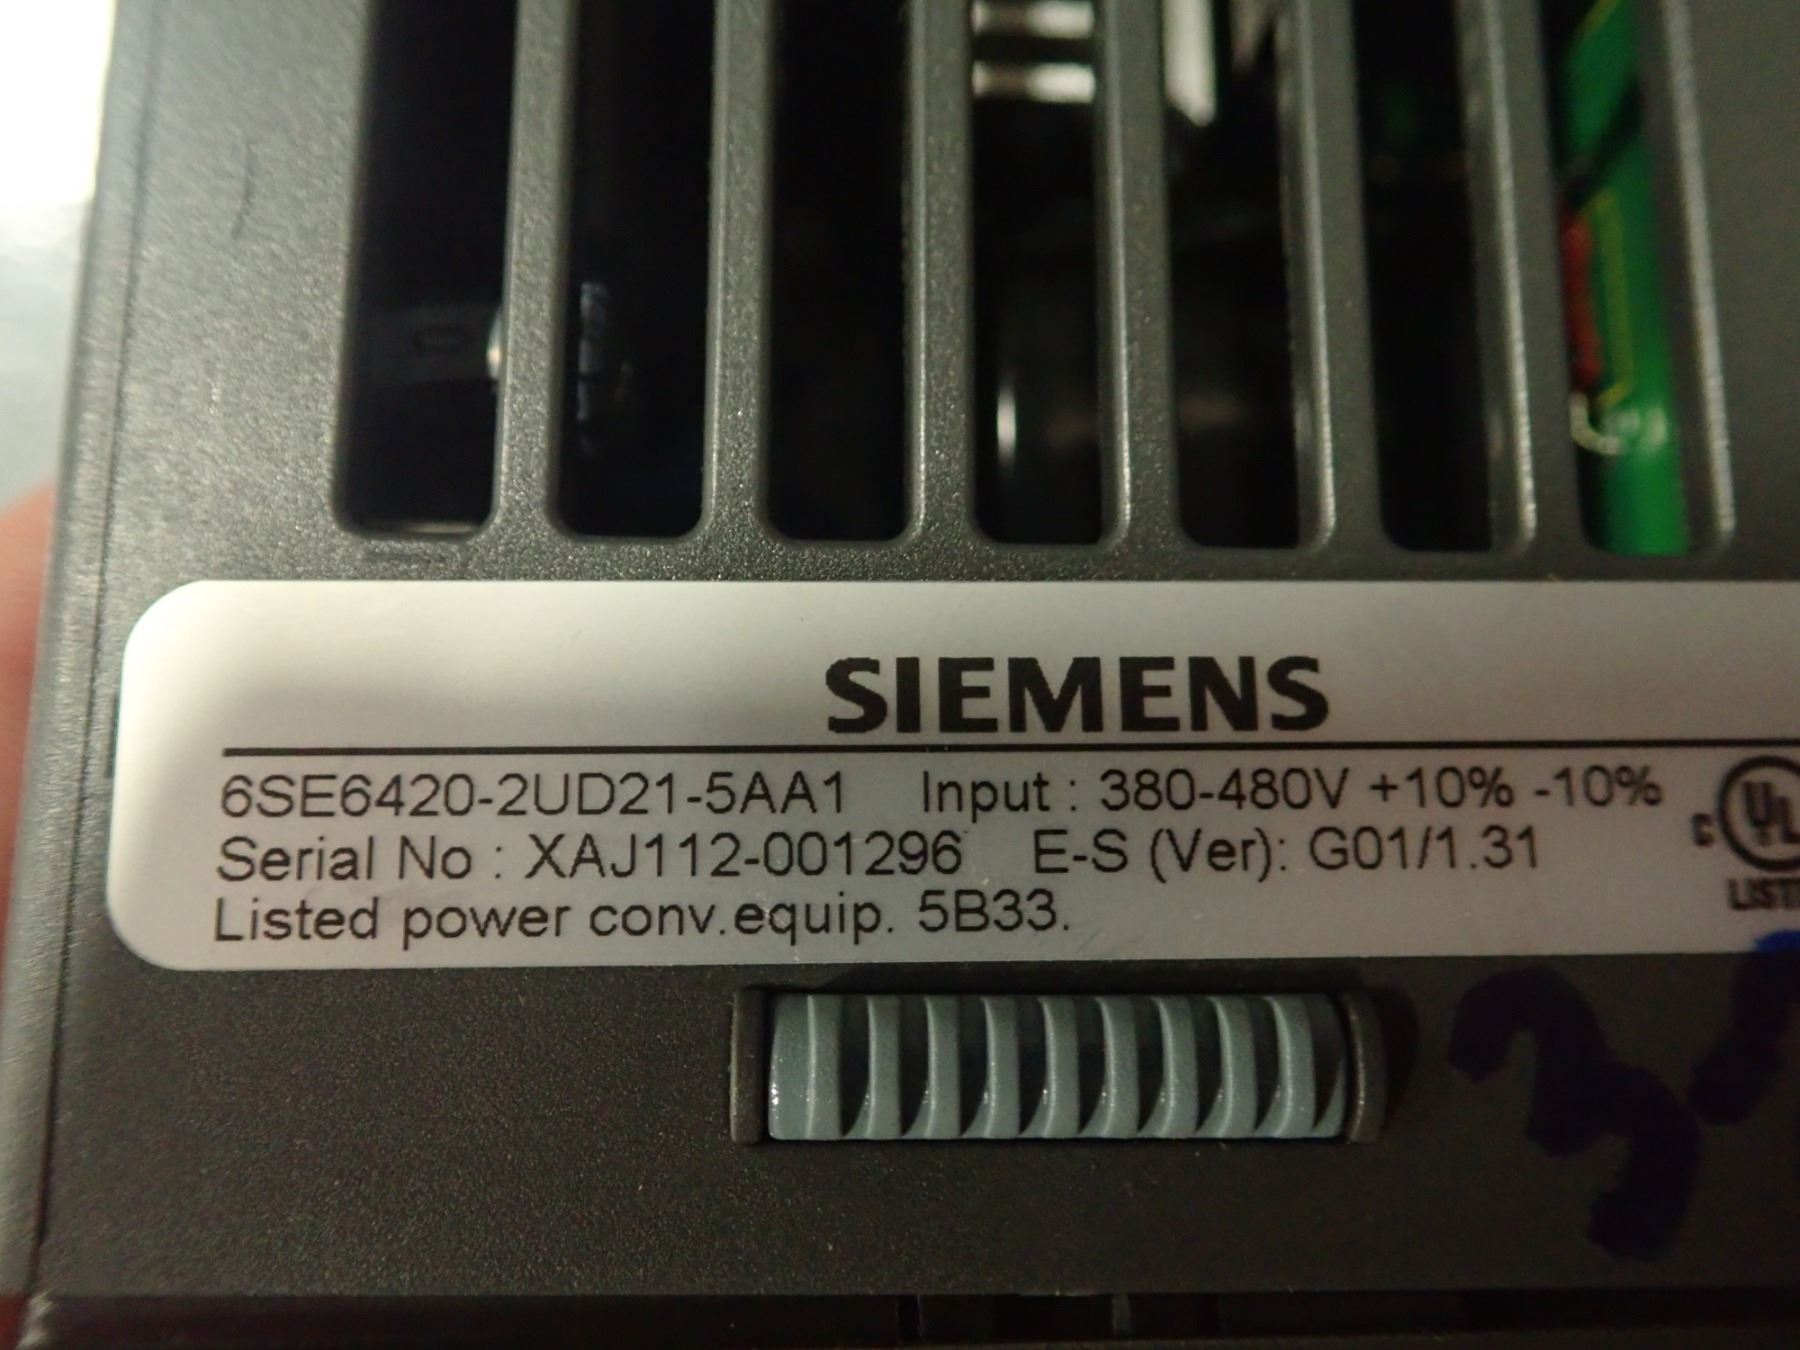 SIEMENS
6SE6420-2UD21-5AA1 Input : 380-480V +10% -10%
Serial No : XAJ112-001296 E-S (Ver): G01/1.31
Listed power conv.equip. 5B33.
C UL